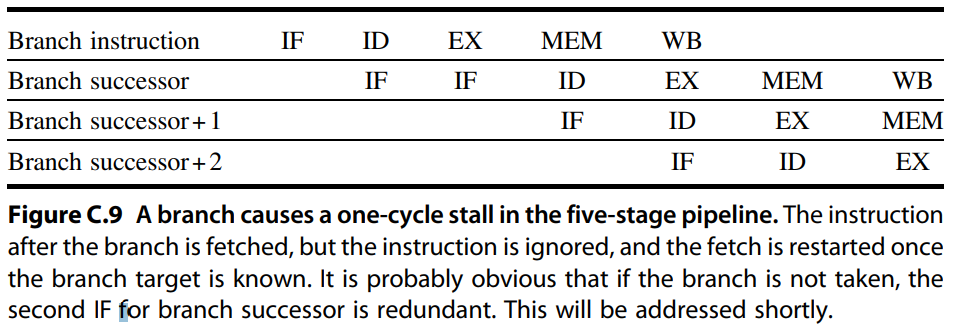 Branch instruction IF ID EX MEM WB
Branch successor IF IF ID EX MEM WB
Branch successor + 1 IF ID EX MEM
Branch successor + 2 IF ID EX
Figure C.9 A branch causes a one-cycle stall in the five-stage pipeline. The instruction
after the branch is fetched, but the instruction is ignored, and the fetch is restarted once
the branch target is known. It is probably obvious that if the branch is not taken, the
second IF for branch successor is redundant. This will be addressed shortly.